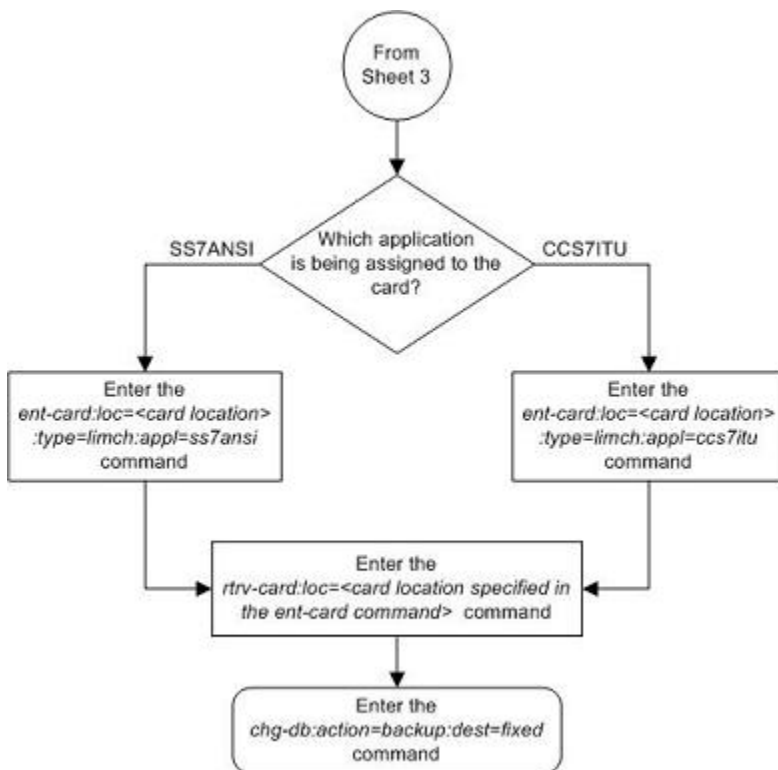 From
Sheet 3
Which application
is being assigned to the
card?
SS7ANSI
CCS7ITU
Enter the
ent-card:loc=<card location>
:type=limch:appl=ss7ansi
command
Enter the
ent-card:loc=<card location>
:type=limch:appl=ccs7itu
command
Enter the
rtrv-card:loc=<card location specified in
the ent-card command> command
Enter the
chg-db:action=backup:dest=fixed
command